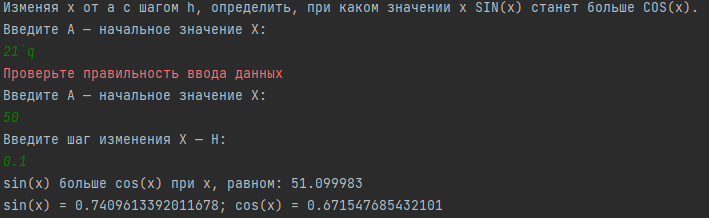 Изменяя x от a с шагом h, определить, при каком значении x SIN(x) станет больше COS(x).
Введите А — начальное значение X:
21`q
Проверьте правильность ввода данных
Введите А — начальное значение X:
50
Введите шаг изменения X — H:
0.1
sin(x) больше cos(x) при x, равном: 51.099983
sin(x) = 0.7409613392011678; cos(x) = 0.671547685432101